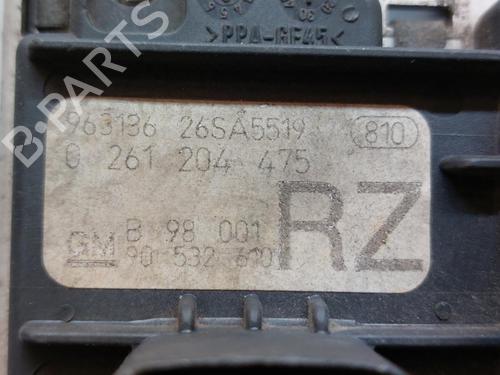 >PPA-GF45<
963136 26SA5519 810
0 261 204 475
GM B 98 001 RZ
90 532 610
B-PARTS